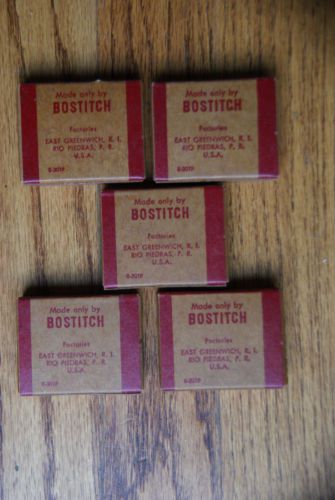 Made only by
BOSTITCH
Factories
EAST GREENWICH, R. I.
RIO PIEDRAS, P. R.
U.S.A.
Made only by
BOSTITCH
Factories
EAST GREENWICH, R. I.
RIO PIEDRAS, P. R.
U.S.A.
Made only by
BOSTITCH
Factories
EAST GREENWICH, R. I.
RIO PIEDRAS, P. R.
U.S.A.
Made only by
BOSTITCH
Factories
EAST GREENWICH, R. I.
RIO PIEDRAS, P. R.
U.S.A.
Made only by
BOSTITCH
Factories
EAST GREENWICH, R. I.
RIO PIEDRAS, P. R.
U.S.A.